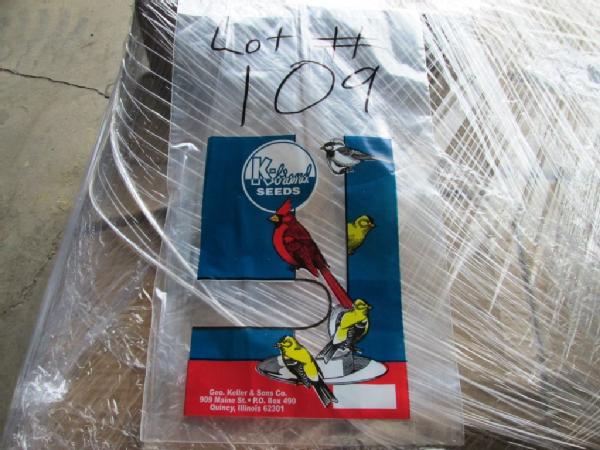 Lot #
109
K-Brand
SEEDS
Geo. Keller & Sons Co.
909 Maine St. • P.O. Box 490
Quincy, Illinois 62301